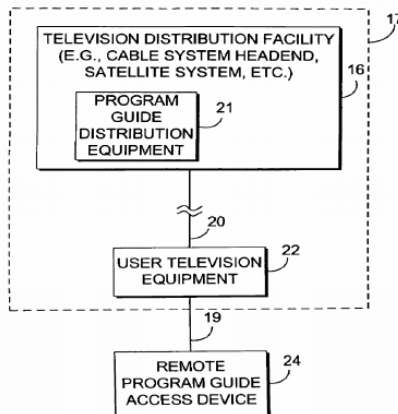 17
TELEVISION DISTRIBUTION FACILITY
(E.G., CABLE SYSTEM HEADEND,
SATELLITE SYSTEM, ETC.)
16
PROGRAM
GUIDE
DISTRIBUTION
EQUIPMENT
21
20
USER TELEVISION
EQUIPMENT
22
19
REMOTE
PROGRAM GUIDE
ACCESS DEVICE
24